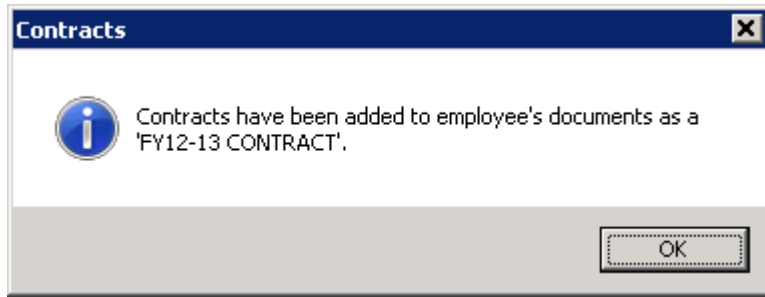 Contracts
Contracts have been added to employee's documents as a
'FY12-13 CONTRACT'.
OK